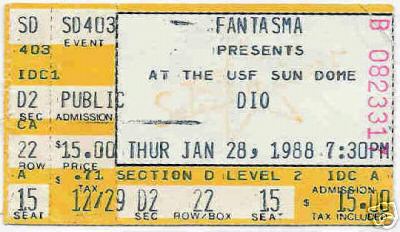 SD SD403 FANTASMA
403 EVENT PRESENTS
IDC1 AT THE USF SUN DOME
D2 PUBLIC DIO
SEC ADMISSION
CA
22 $15.00 THUR JAN 28, 1988 7:30PM
ROW PRICE
A $ .71 SECTION D LEVEL 2 IDC A
TAX ADMISSION
15 12/29 D2 22 15 15.00
SEAT SEC ROW/BOX SEAT TAX INCLUDED
B 082331